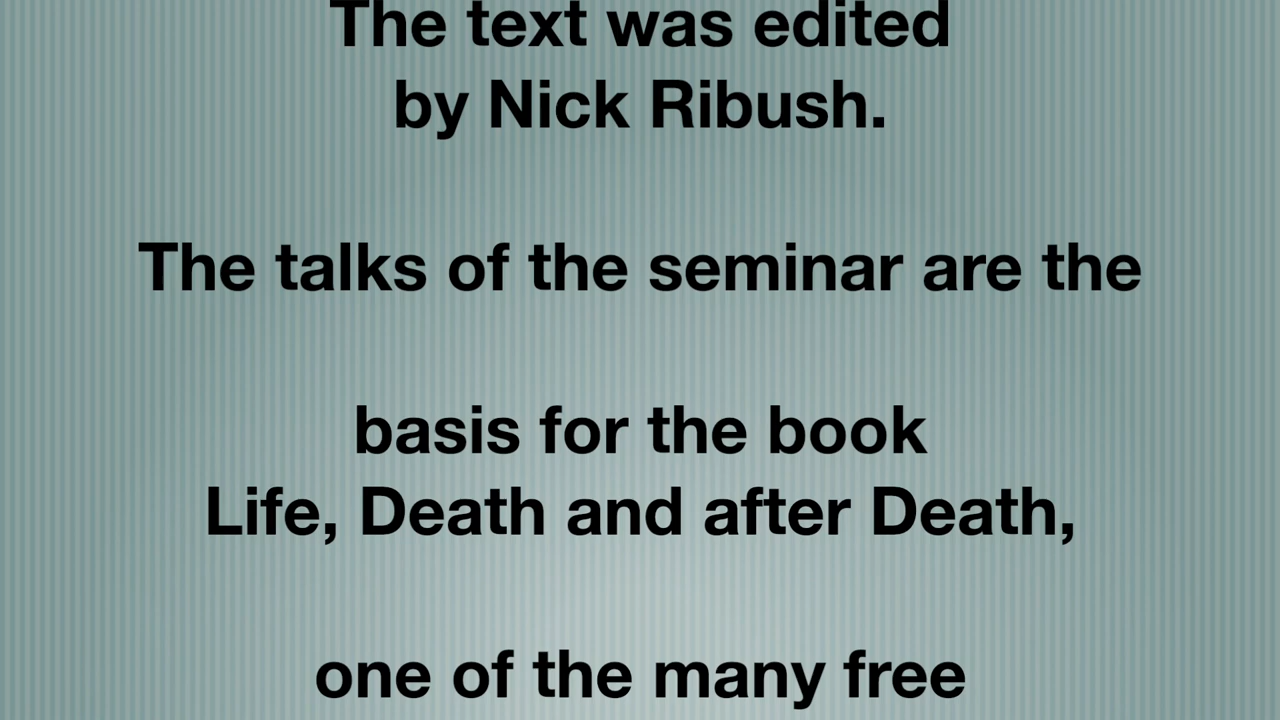 The text was edited
by Nick Ribush.
The talks of the seminar are the
basis for the book
Life, Death and after Death,
one of the many free